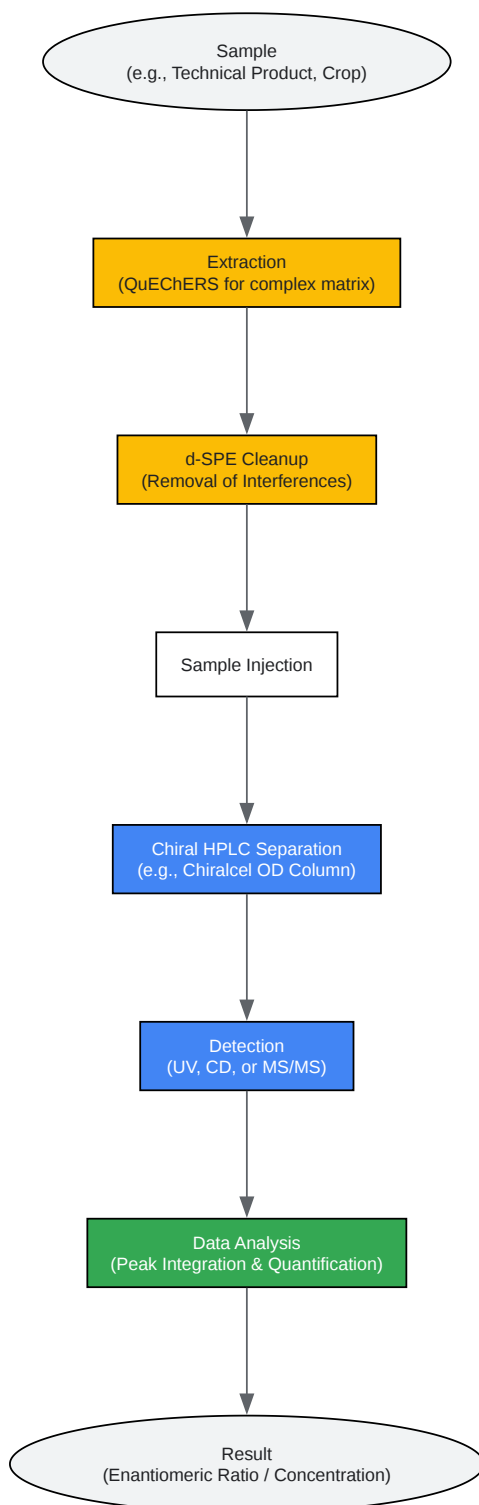 Sample
(e.g., Technical Product, Crop)
Extraction
(QuEChERS for complex matrix)
d-SPE Cleanup
(Removal of Interferences)
Sample Injection
Chiral HPLC Separation
(e.g., Chiralcel OD Column)
Detection
(UV, CD, or MS/MS)
Data Analysis
(Peak Integration & Quantification)
Result
(Enantiomeric Ratio / Concentration)